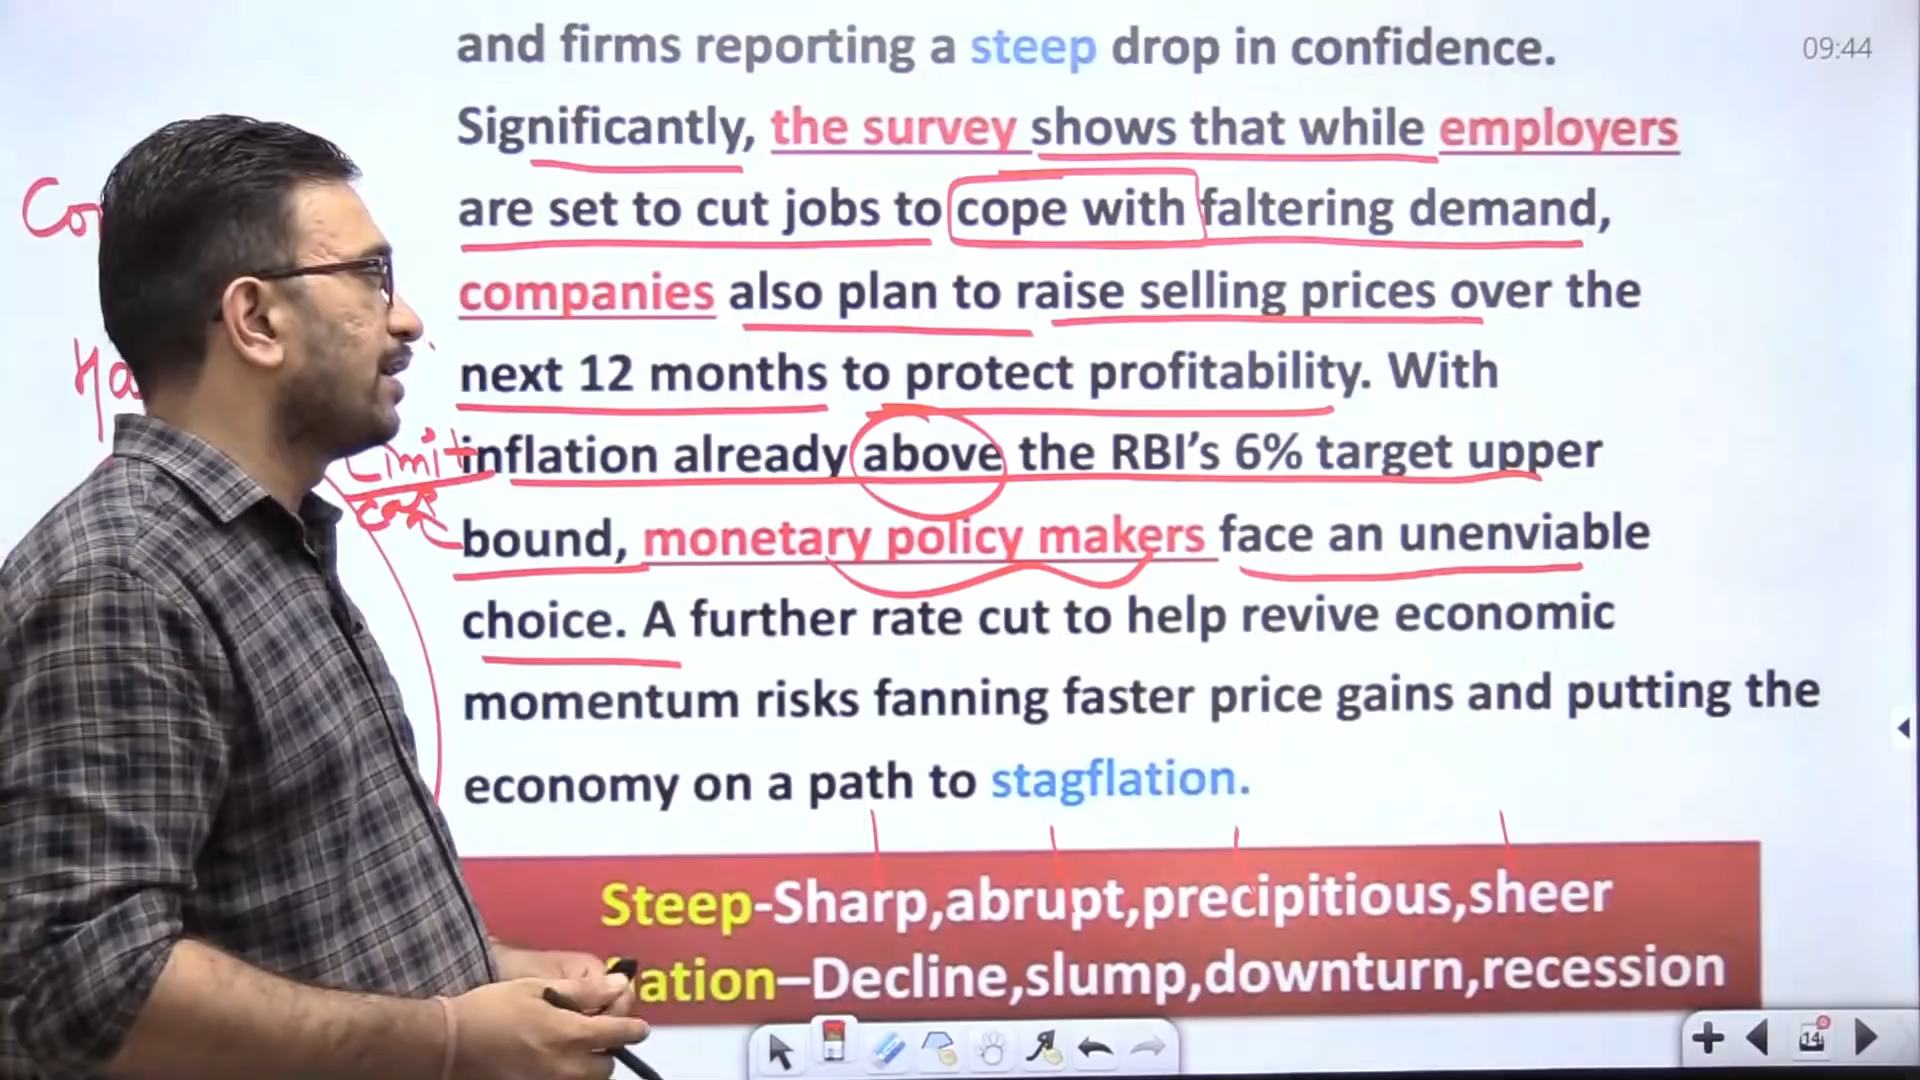 and firms reporting a steep drop in confidence.
09:44
Significantly, the survey shows that while employers
are set to cut jobs to cope with faltering demand,
companies also plan to raise selling prices over the
next 12 months to protect profitability. With
Limit
inflation already above the RBI's 6% target upper
bound, monetary policy makers face an unenviable
choice. A further rate cut to help revive economic
momentum risks fanning faster price gains and putting the
economy on a path to stagflation.
Steep-Sharp,abrupt,precipitious,sheer
lation–Decline,slump,downturn,recession
14